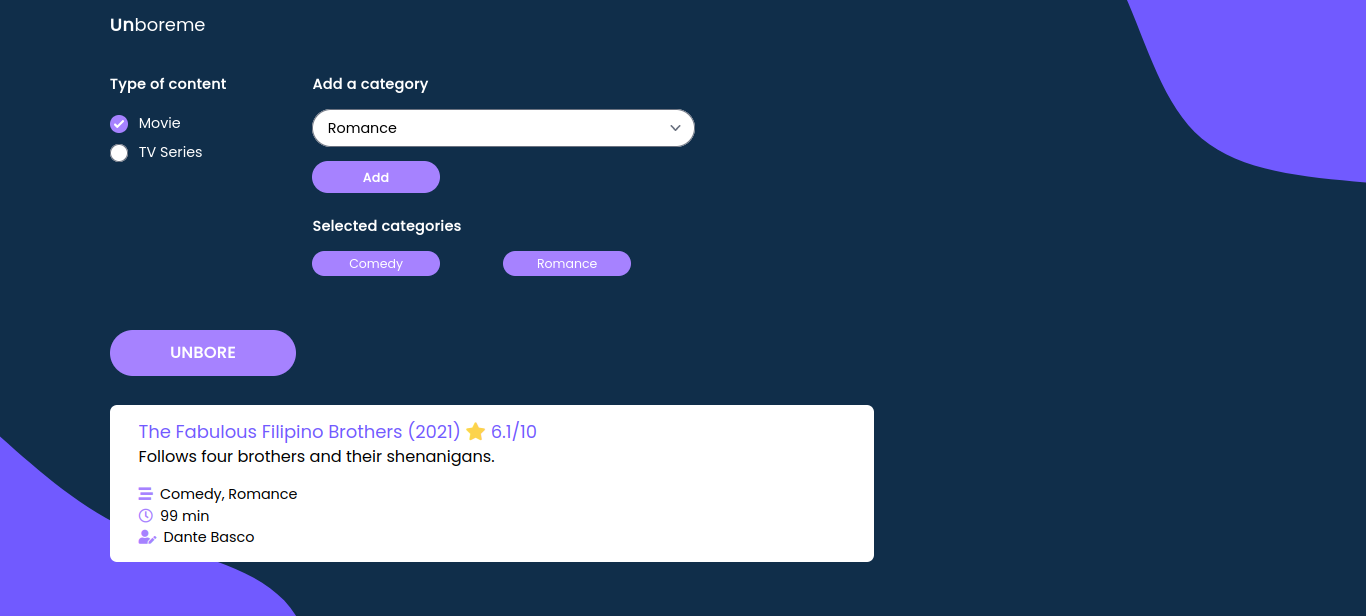 Unboreme
Type of content
Movie
TV Series
Add a category
Romance
Add
Selected categories
Comedy
Romance
UNBORE
The Fabulous Filipino Brothers (2021) ⭐ 6.1/10
Follows four brothers and their shenanigans.
Comedy, Romance
99 min
Dante Basco